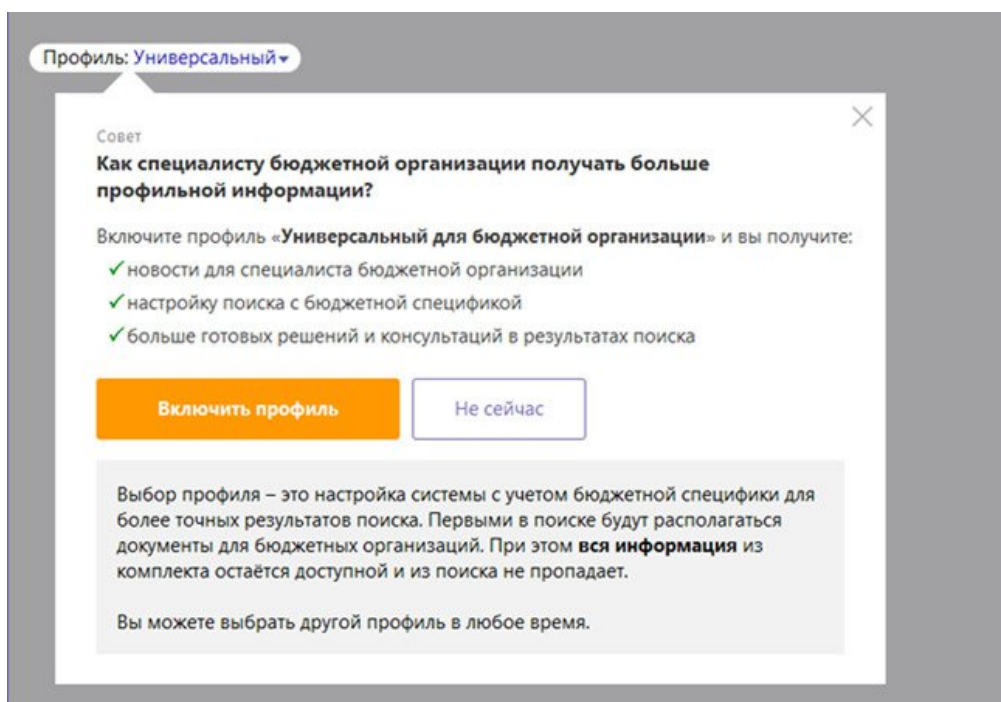 Профиль: Универсальный
Совет
Как специалисту бюджетной организации получать больше
профильной информации?
Включите профиль «Универсальный для бюджетной организации» и вы получите:
✓новости для специалиста бюджетной организации
✓настройку поиска с бюджетной спецификой
✓больше готовых решений и консультаций в результатах поиска
Включить профиль
Не сейчас
Выбор профиля – это настройка системы с учетом бюджетной специфики для
более точных результатов поиска. Первыми в поиске будут располагаться
документы для бюджетных организаций. При этом вся информация из
комплекта остаётся доступной и из поиска не пропадает.
Вы можете выбрать другой профиль в любое время.